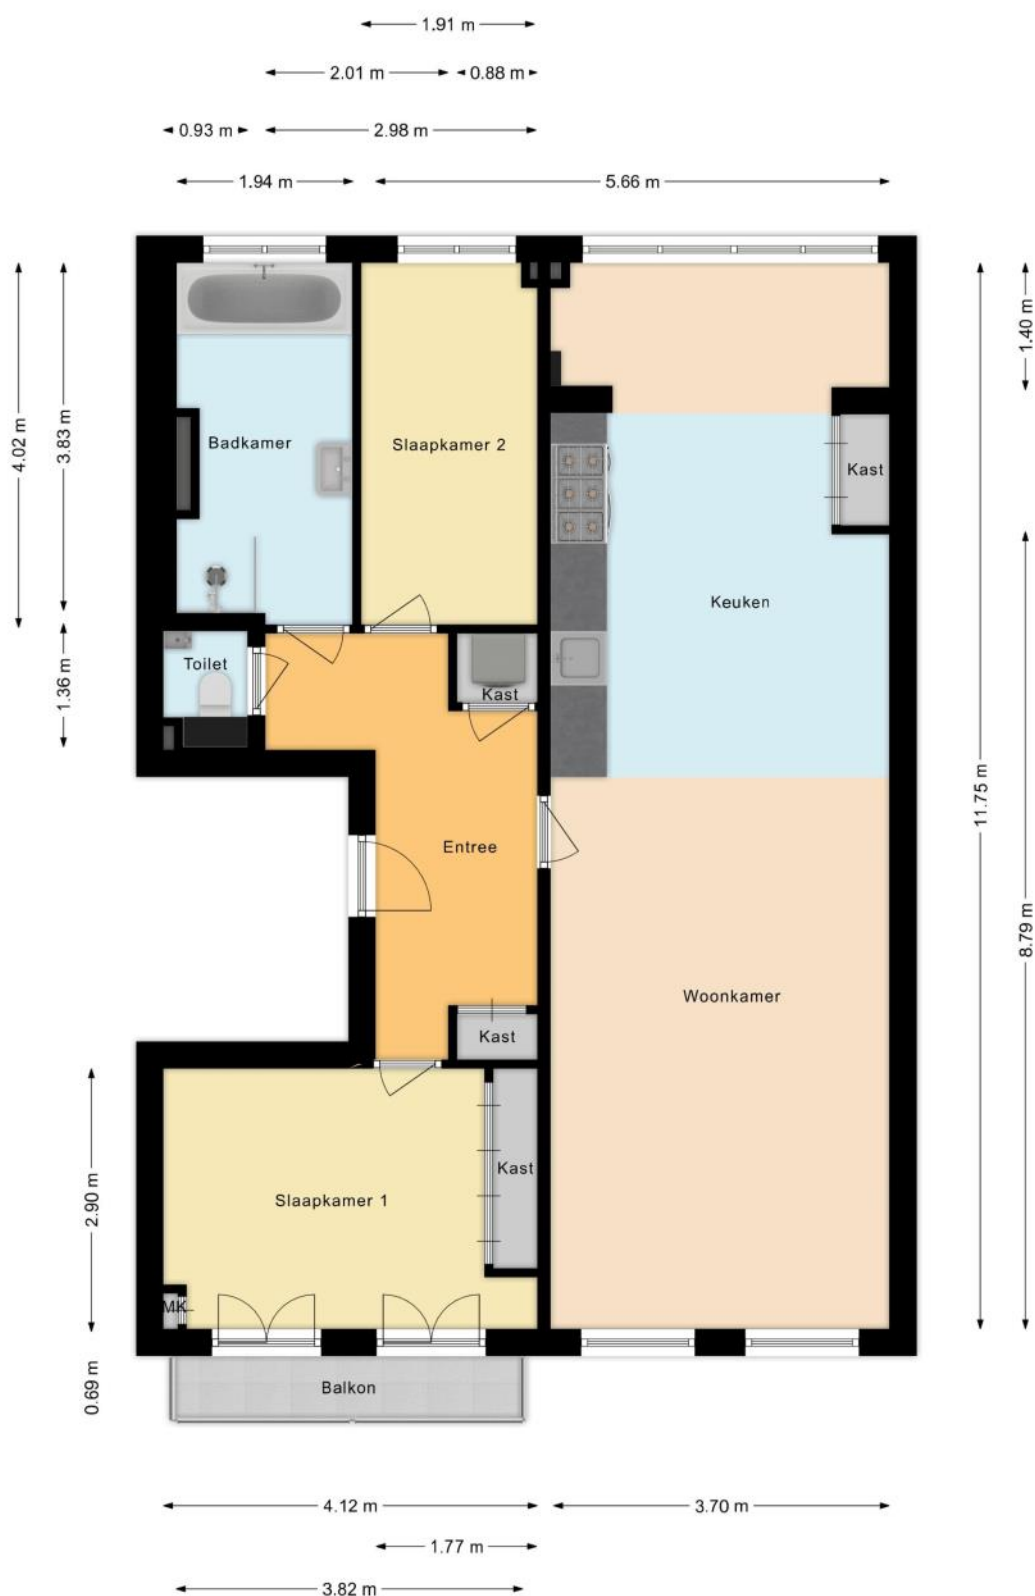 1.91 m
2.01 m
0.88 m
0.93 m
2.98 m
1.94 m
5.66 m
4.02 m
3.83 m
1.40 m
Badkamer
Slaapkamer 2
Kast
Keuken
Toilet
1.36 m
Kast
11.75 m
Entree
8.79 m
Woonkamer
Kast
2.90 m
Kast
Slaapkamer 1
MK
0.69 m
Balkon
4.12 m
3.70 m
1.77 m
3.82 m